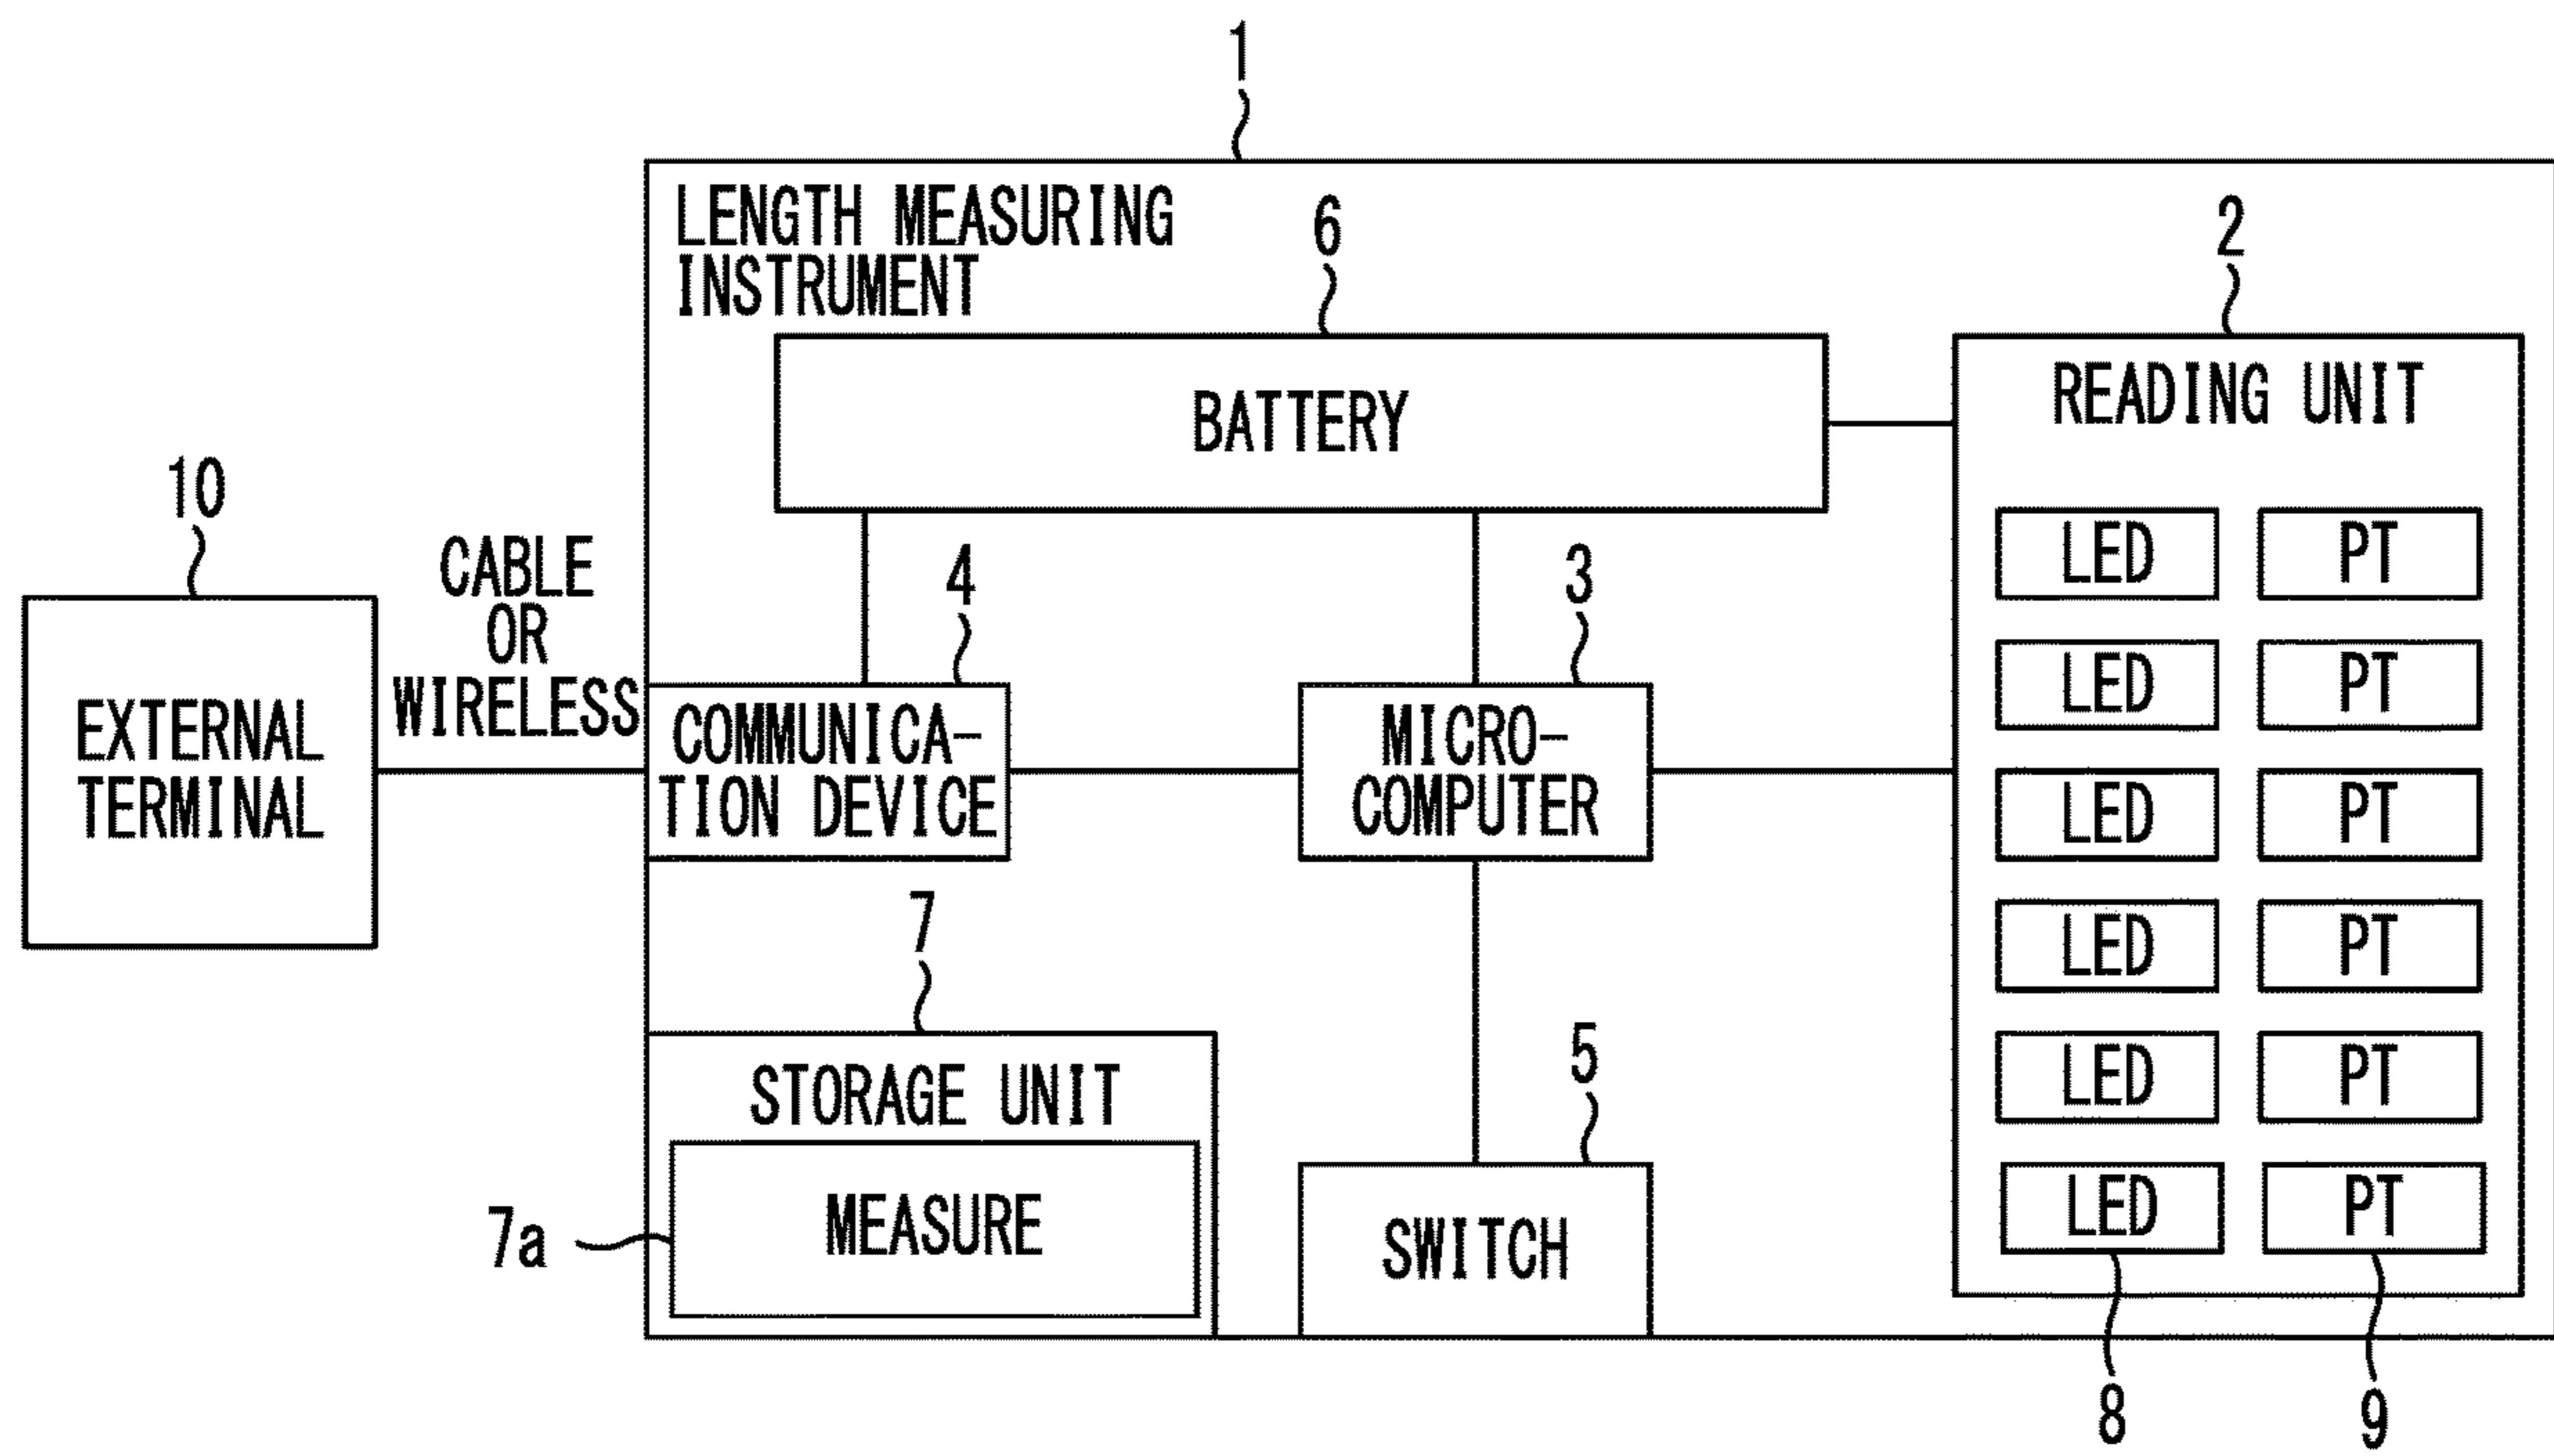 1
LENGTH MEASURING
INSTRUMENT
6
2
BATTERY
READING UNIT
10
CABLE
OR
WIRELESS
4
3
LED PT
LED PT
EXTERNAL
TERMINAL
COMMUNICA-
TION DEVICE
MICRO-
COMPUTER
LED PT
LED PT
7
STORAGE UNIT
5
LED PT
7a
MEASURE
SWITCH
LED PT
8
9